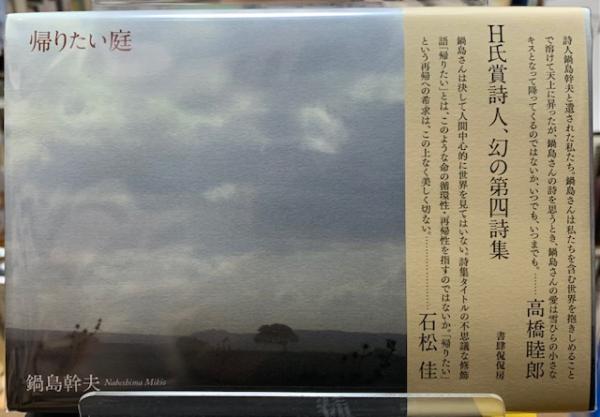 帰りたい庭
鍋島幹夫 Nabeshima Mikio
詩人鍋島幹夫と遺された私たち。鍋島さんは私たちを含む世界を抱きしめること
で溶けて天上に昇ったが、鍋島さんの詩を思うとき、鍋島さんの愛は雪ひらの小さな
キスとなって降ってくるのではないか、いつでも、いつまでも。……高橋睦郎
H氏賞詩人、幻の第四詩集
鍋島さんは決して人間中心的に世界を見てはいない。詩集タイトルの不思議な修飾
語「帰りたい」とは、このような命の循環性・再帰性を指すのではないか。「帰りたい」
という再帰への希求は、この上なく美しく切ない。……………石松佳
書肆侃侃房